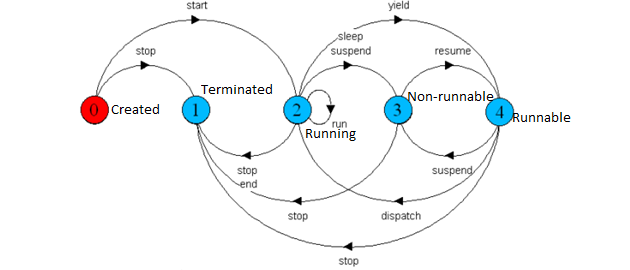 start
yield
sleep
stop
suspend
resume
Terminated
Non-runnable
0
Created
1
2
3
4
Runnable
run
Running
stop
end
suspend
stop
dispatch
stop